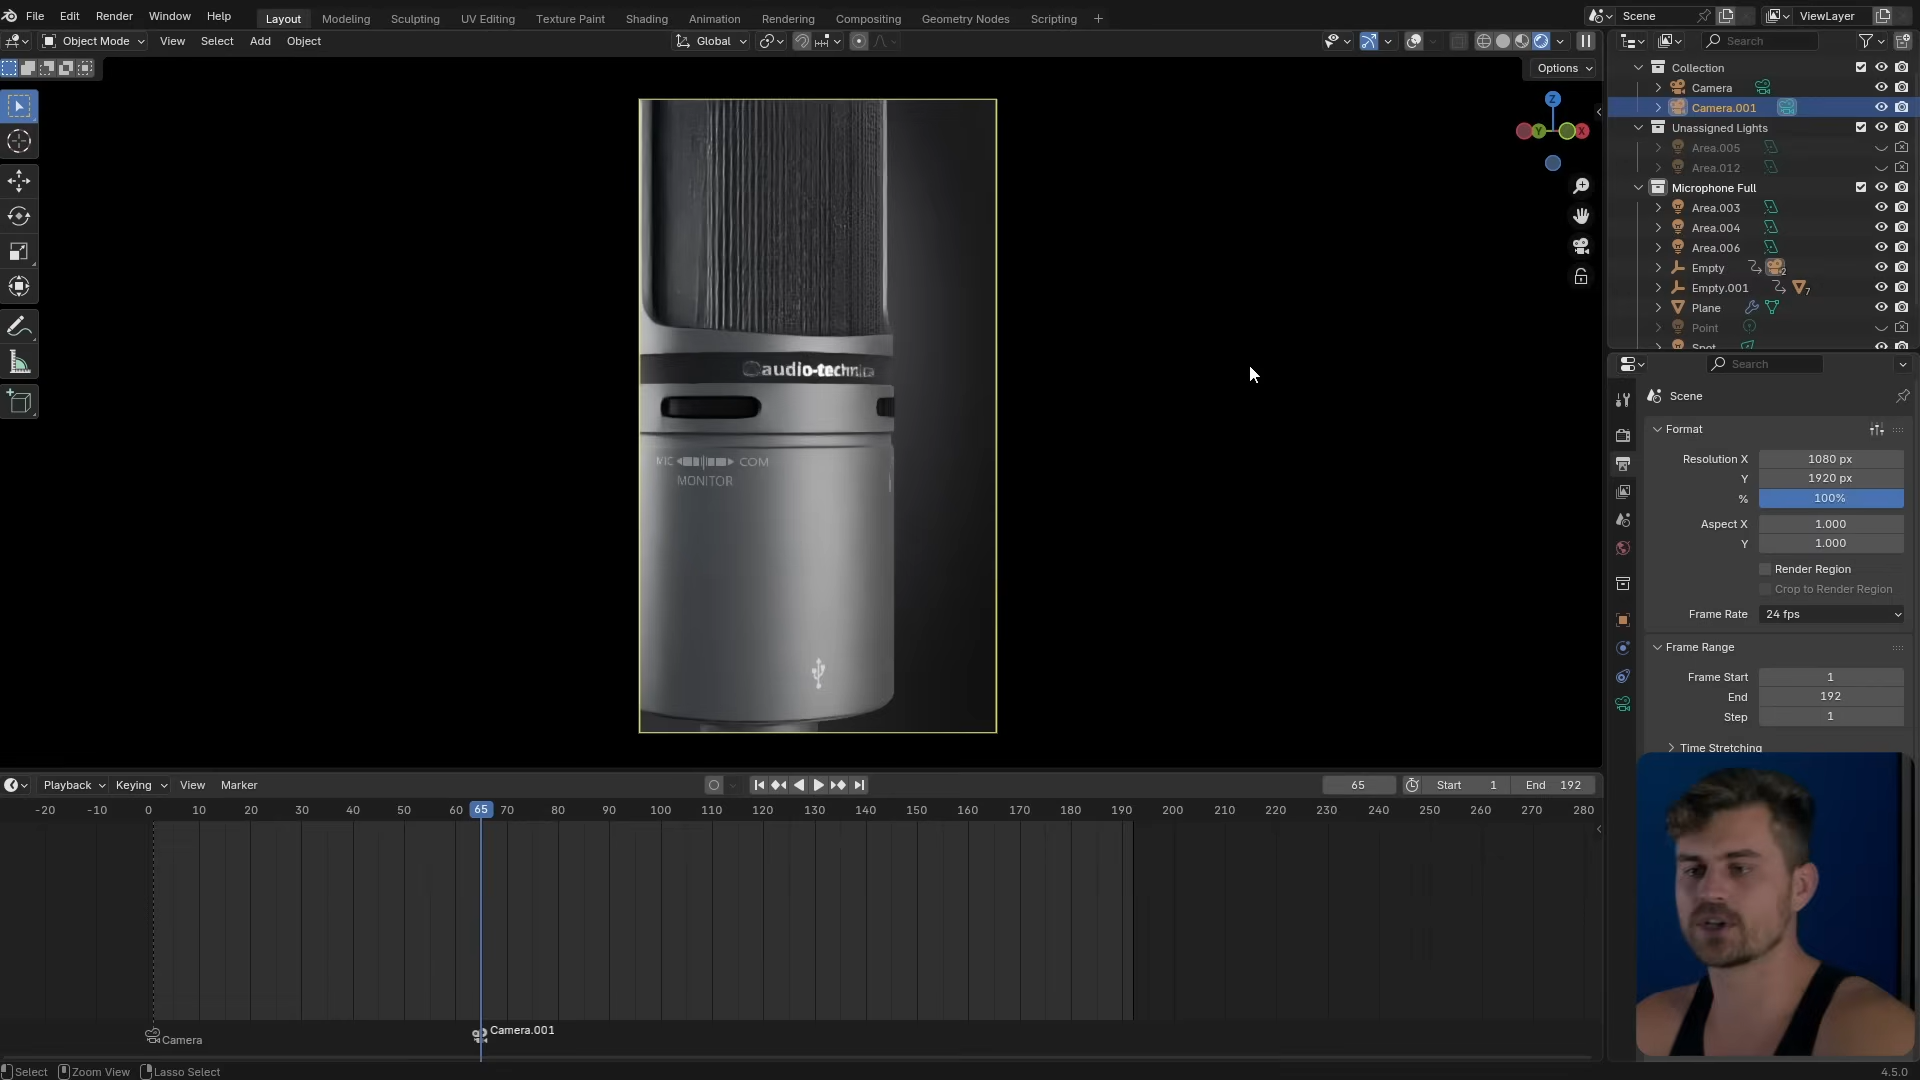 File Edit Render Window Help
Layout Modeling Sculpting UV Editing Texture Paint Shading Animation Rendering Compositing Geometry Nodes Scripting +
Scene
ViewLayer
Object Mode View Select Add Object
Global
Search
Options
Z
Y
X
Collection
Camera
Camera.001
Unassigned Lights
Area.005
Area.012
Microphone Full
Area.003
Area.004
Area.006
Empty
2
Empty.001
7
Plane
Point
Spot
Search
Scene
Format
Resolution X 1080 px
Y 1920 px
% 100%
Aspect X 1.000
Y 1.000
Render Region
Crop to Render Region
Frame Rate 24 fps
Frame Range
Frame Start 1
End 192
Step 1
Time Stretching
audio-technica
MIC COM
MONITOR
Playback Keying View Marker
65 Start 1 End 192
-20 -10 0 10 20 30 40 50 60 65 70 80 90 100 110 120 130 140 150 160 170 180 190 200 210 220 230 240 250 260 270 280
Camera.001
Camera
Select Zoom View Lasso Select
4.5.0